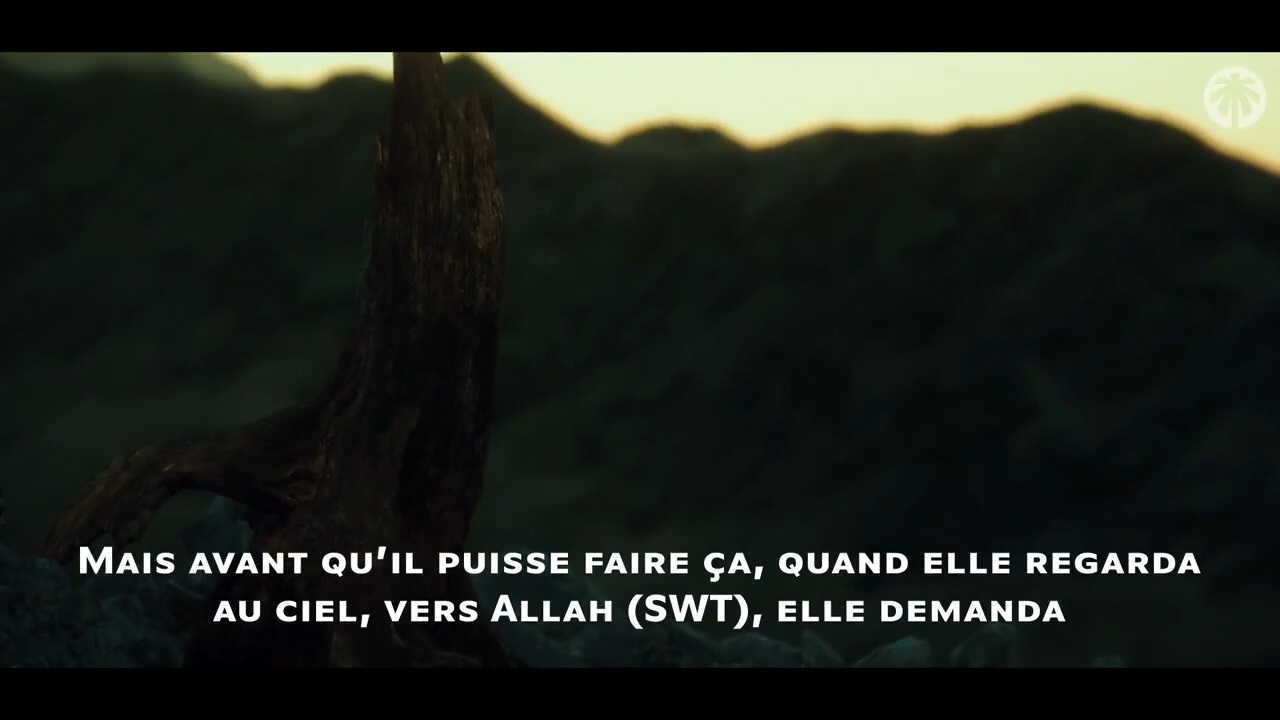 Mais avant qu'il puisse faire ça, quand elle regarda
au ciel, vers Allah (SWT), elle demanda